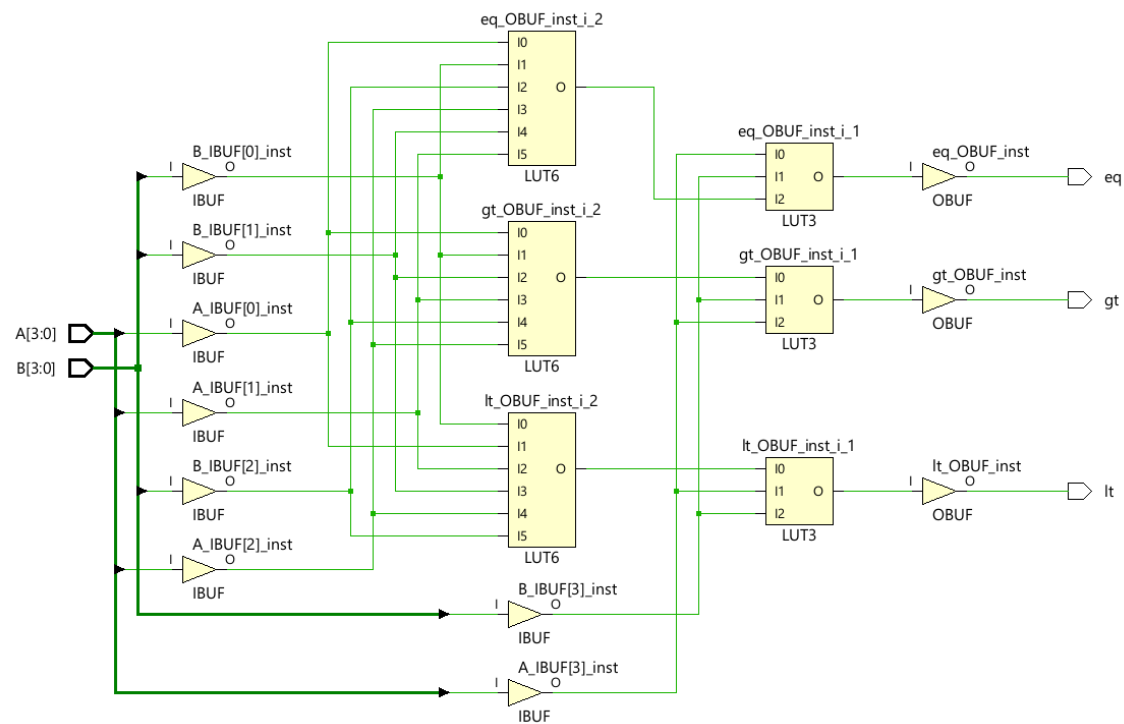 eq_OBUF_inst_i_2
I0
I1
I2
I3
I4
I5
O
LUT6
B_IBUF[0]_inst
I
O
IBUF
B_IBUF[1]_inst
I
O
IBUF
A_IBUF[0]_inst
I
O
IBUF
A_IBUF[1]_inst
I
O
IBUF
B_IBUF[2]_inst
I
O
IBUF
A_IBUF[2]_inst
I
O
IBUF
A[3:0]
B[3:0]
gt_OBUF_inst_i_2
I0
I1
I2
I3
I4
I5
O
LUT6
lt_OBUF_inst_i_2
I0
I1
I2
I3
I4
I5
O
LUT6
B_IBUF[3]_inst
I
O
IBUF
A_IBUF[3]_inst
I
O
IBUF
eq_OBUF_inst_i_1
I0
I1
I2
O
LUT3
gt_OBUF_inst_i_1
I0
I1
I2
O
LUT3
lt_OBUF_inst_i_1
I0
I1
I2
O
LUT3
eq_OBUF_inst
I
O
OBUF
eq
gt_OBUF_inst
I
O
OBUF
gt
lt_OBUF_inst
I
O
OBUF
lt